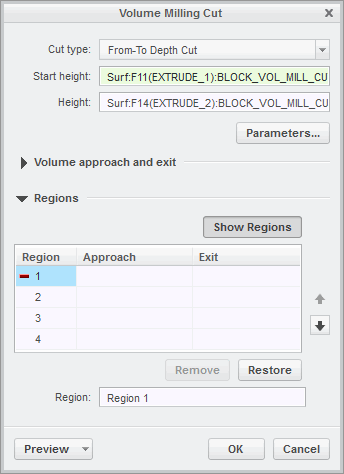 Volume Milling Cut
Cut type: From-To Depth Cut
Start height: Surf:F11(EXTRUDE_1):BLOCK_VOL_MILL_CU
Height: Surf:F14(EXTRUDE_2):BLOCK_VOL_MILL_CU
Parameters...
Volume approach and exit
Regions
Show Regions
Region Approach Exit
1
2
3
4
Remove Restore
Region: Region 1
Preview OK Cancel